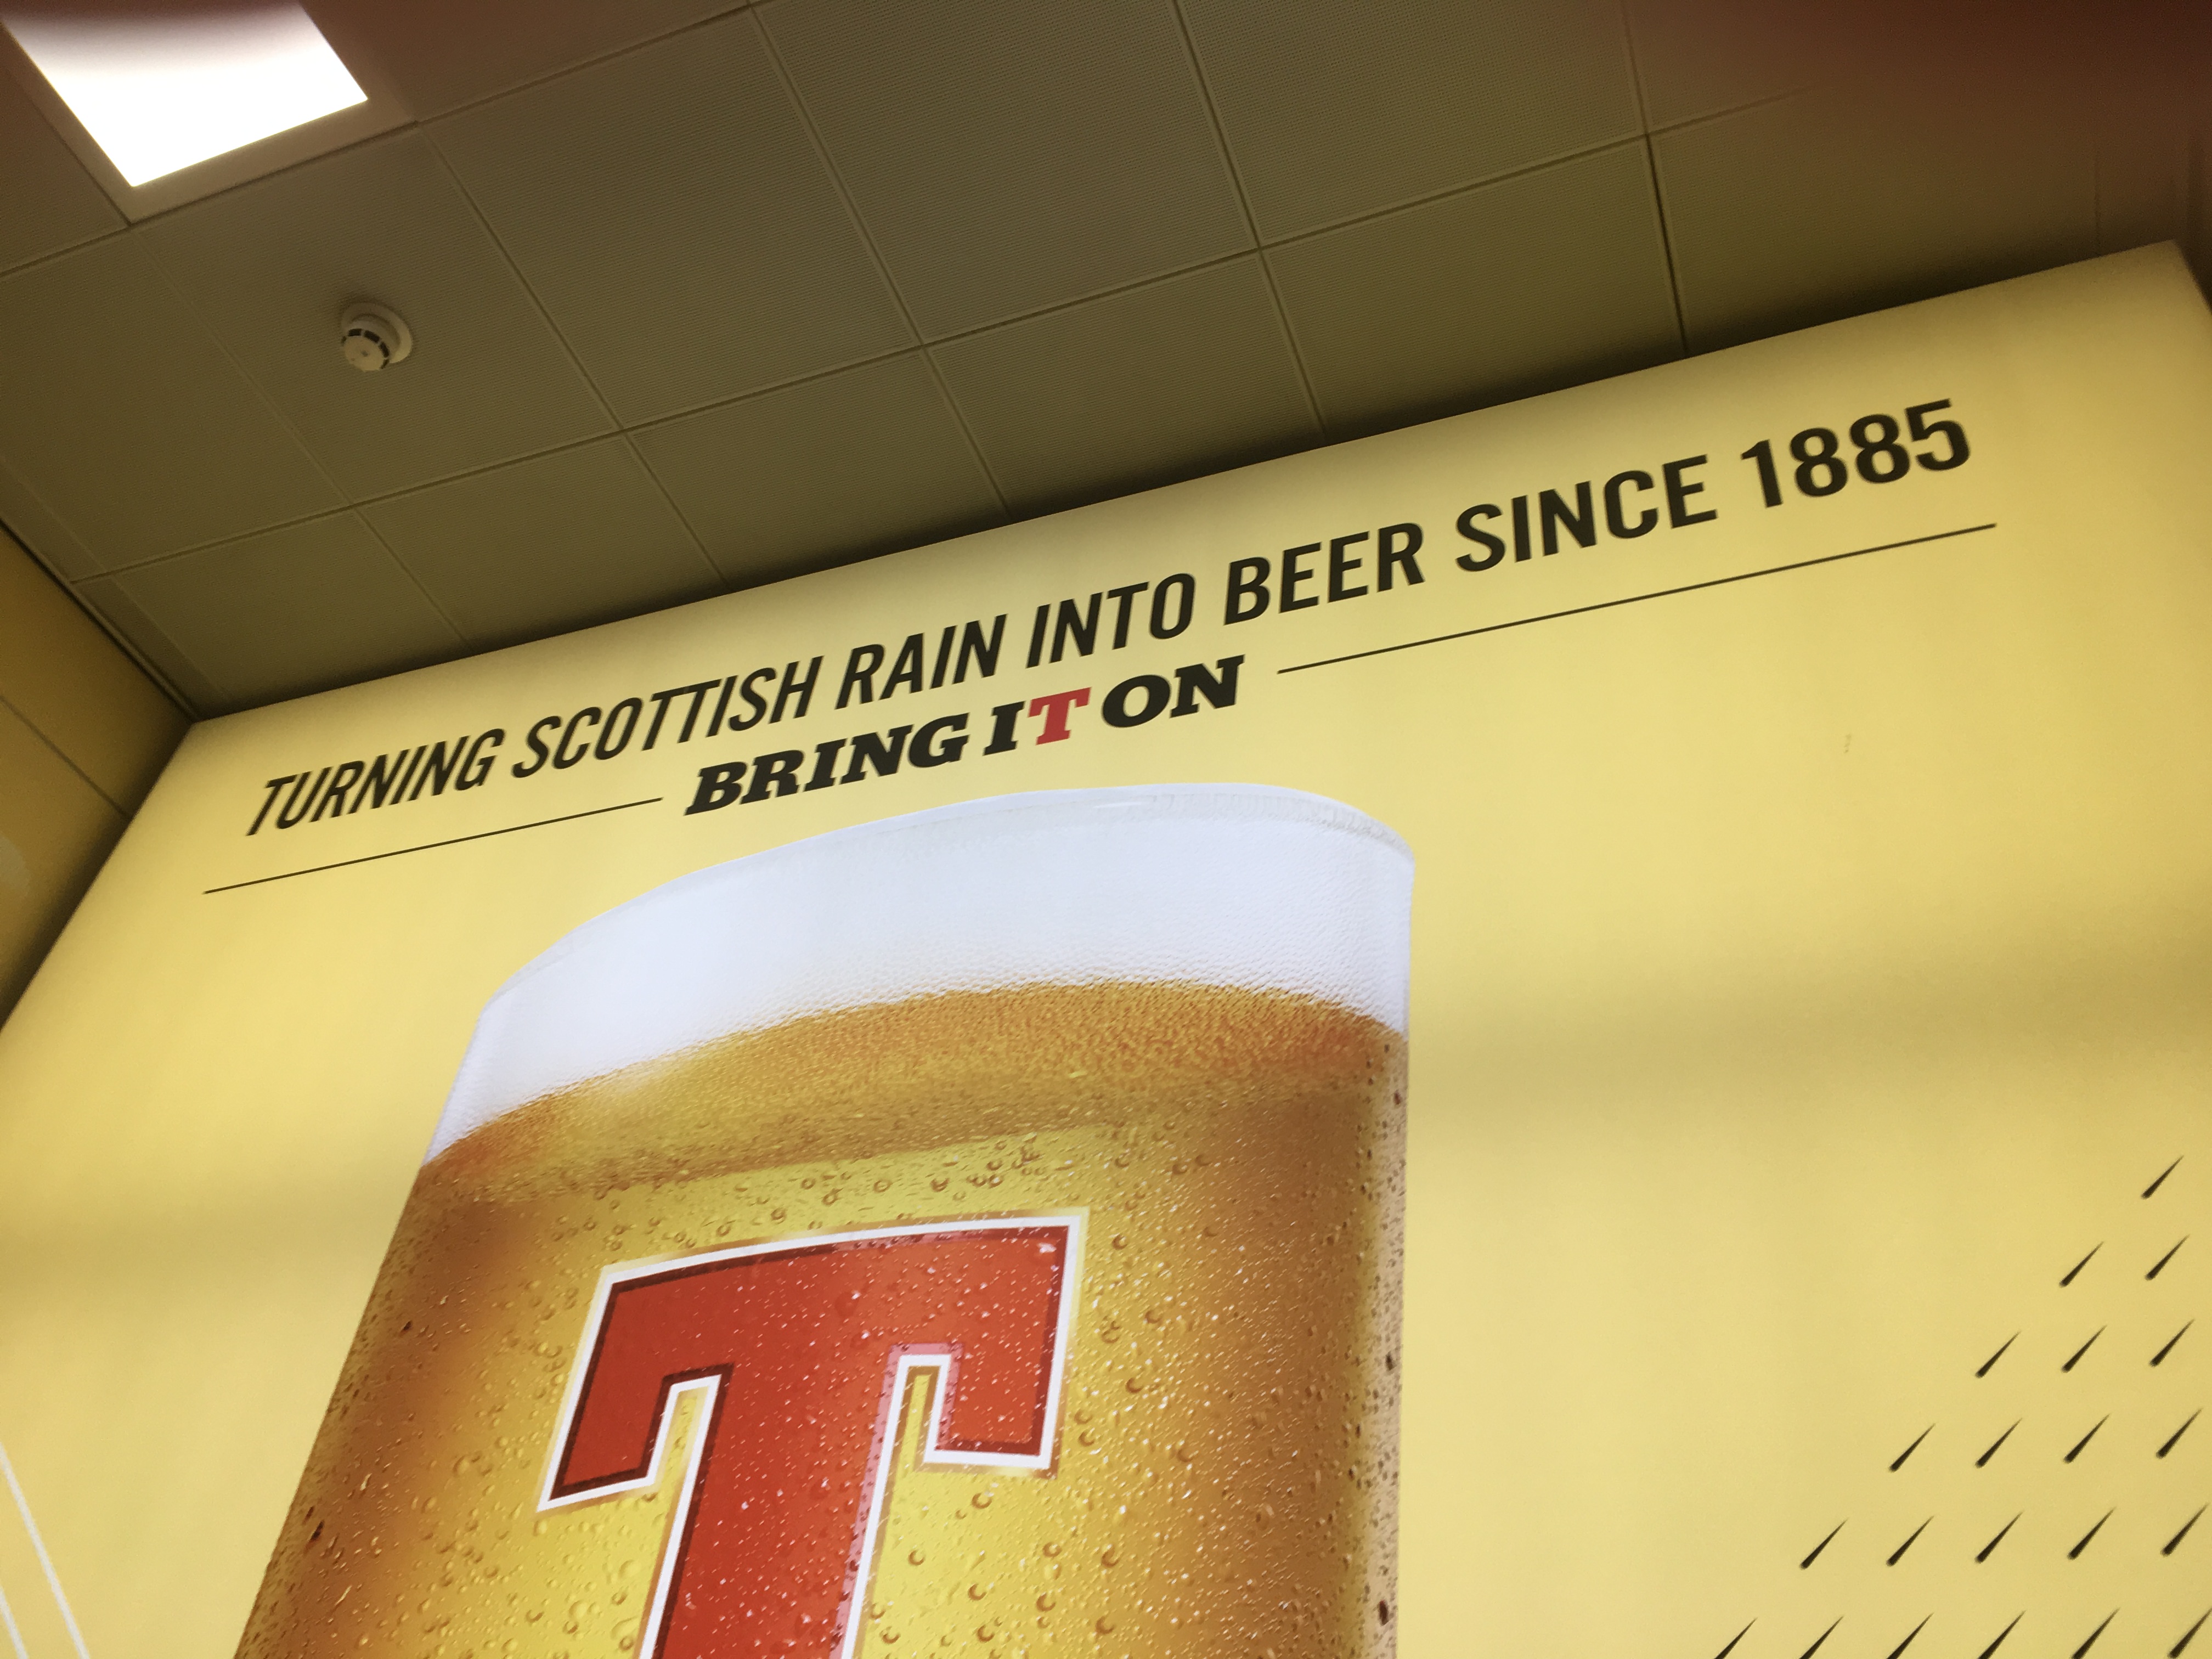 TURNING SCOTTISH RAIN INTO BEER SINCE 1885
BRING IT ON
T